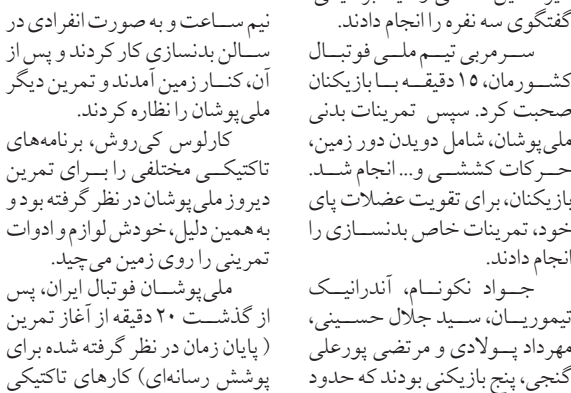 گفتگوی سه نفره را انجام دادند.
سرمربی تیم ملی فوتبال
کشورمان، ۱۵ دقیقه با بازیکنان
صحبت کرد. سپس تمرینات بدنی
ملی‌پوشان، شامل دویدن دور زمین،
حرکات کششی و... انجام شد.
بازیکنان، برای تقویت عضلات پای
خود، تمرینات خاص بدنسازی را
انجام دادند.
جواد نکونام، آندرانیک
تیموریان، سید جلال حسینی،
مهرداد پولادی و مرتضی پورعلی
گنجی، پنج بازیکنی بودند که حدود
نیم ساعت و به صورت انفرادی در
سالن بدنسازی کار کردند و پس از
آن، کنار زمین آمدند و تمرین دیگر
ملی‌پوشان را نظاره کردند.
کارلوس کی‌روش، برنامه‌های
تاکتیکی مختلفی را برای تمرین
دیروز ملی‌پوشان در نظر گرفته بود و
به همین دلیل، خودش لوازم و ادوات
تمرینی را روی زمین می‌چید.
ملی‌پوشان فوتبال ایران، پس
از گذشت ۲۰ دقیقه از آغاز تمرین
( پایان زمان در نظر گرفته شده برای
پوشش رسانه‌ای) کارهای تاکتیکی